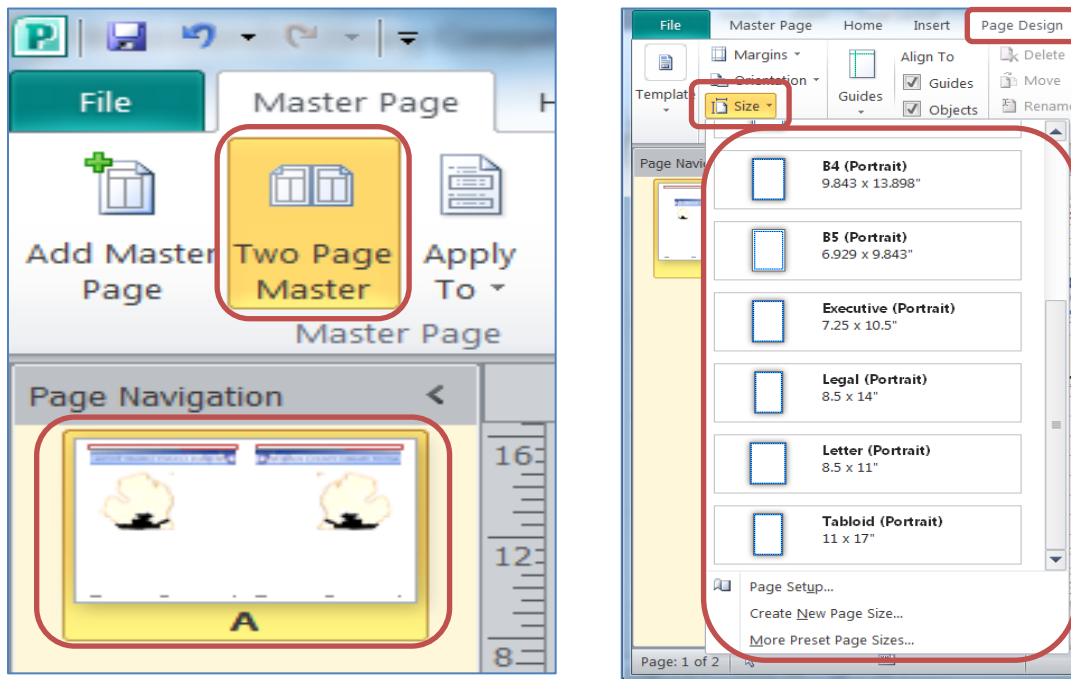 P
File
Master Page
H
Add Master
Page
Two Page
Master
Apply
To
Master Page
Page Navigation
A
16
12
8
File
Master Page
Home
Insert
Page Design
Template
Margins
Orientation
Size
Guides
Align To
Guides
Objects
Delete
Move
Rename
Page Navi
B4 (Portrait)
9.843 x 13.898"
B5 (Portrait)
6.929 x 9.843"
Executive (Portrait)
7.25 x 10.5"
Legal (Portrait)
8.5 x 14"
Letter (Portrait)
8.5 x 11"
Tabloid (Portrait)
11 x 17"
Page Setup...
Create New Page Size...
More Preset Page Sizes...
Page: 1 of 2